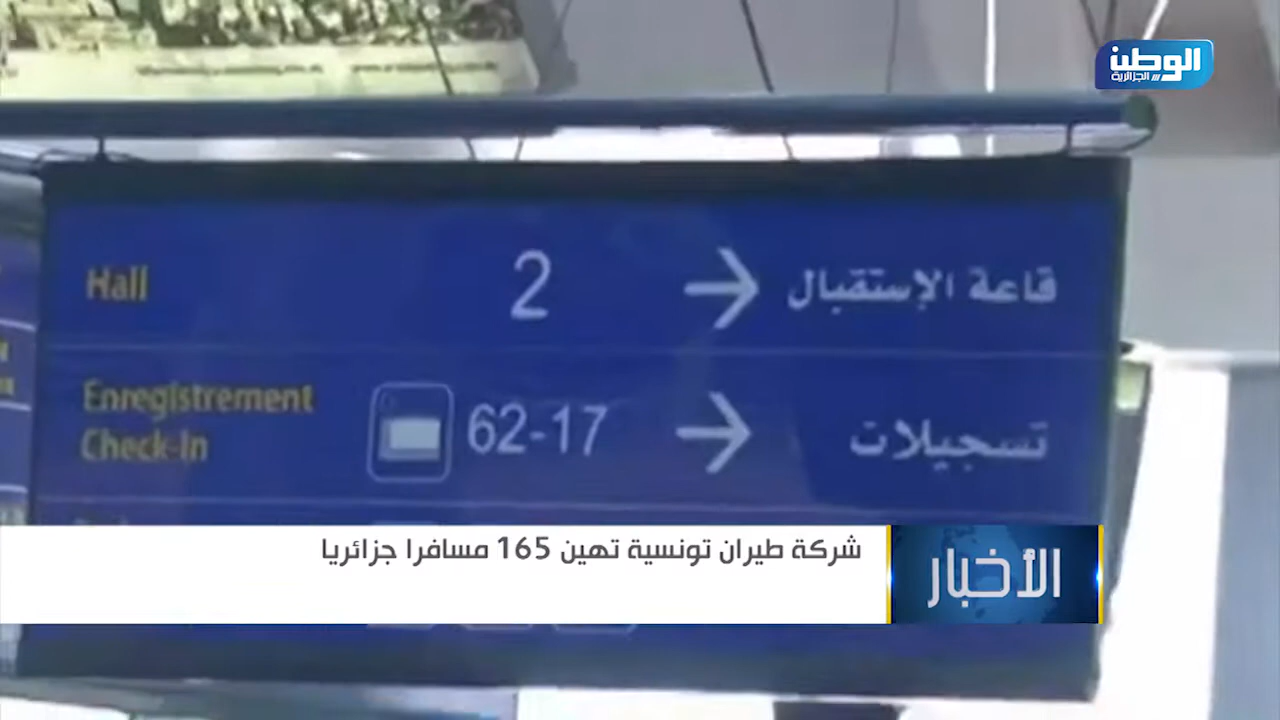 الوطن
الجزائرية
Hall 2 → قاعة الإستقبال
Enregistrement
Check-In 62-17 → تسجيلات
شركة طيران تونسية تهين 165 مسافرا جزائريا
الأخبار